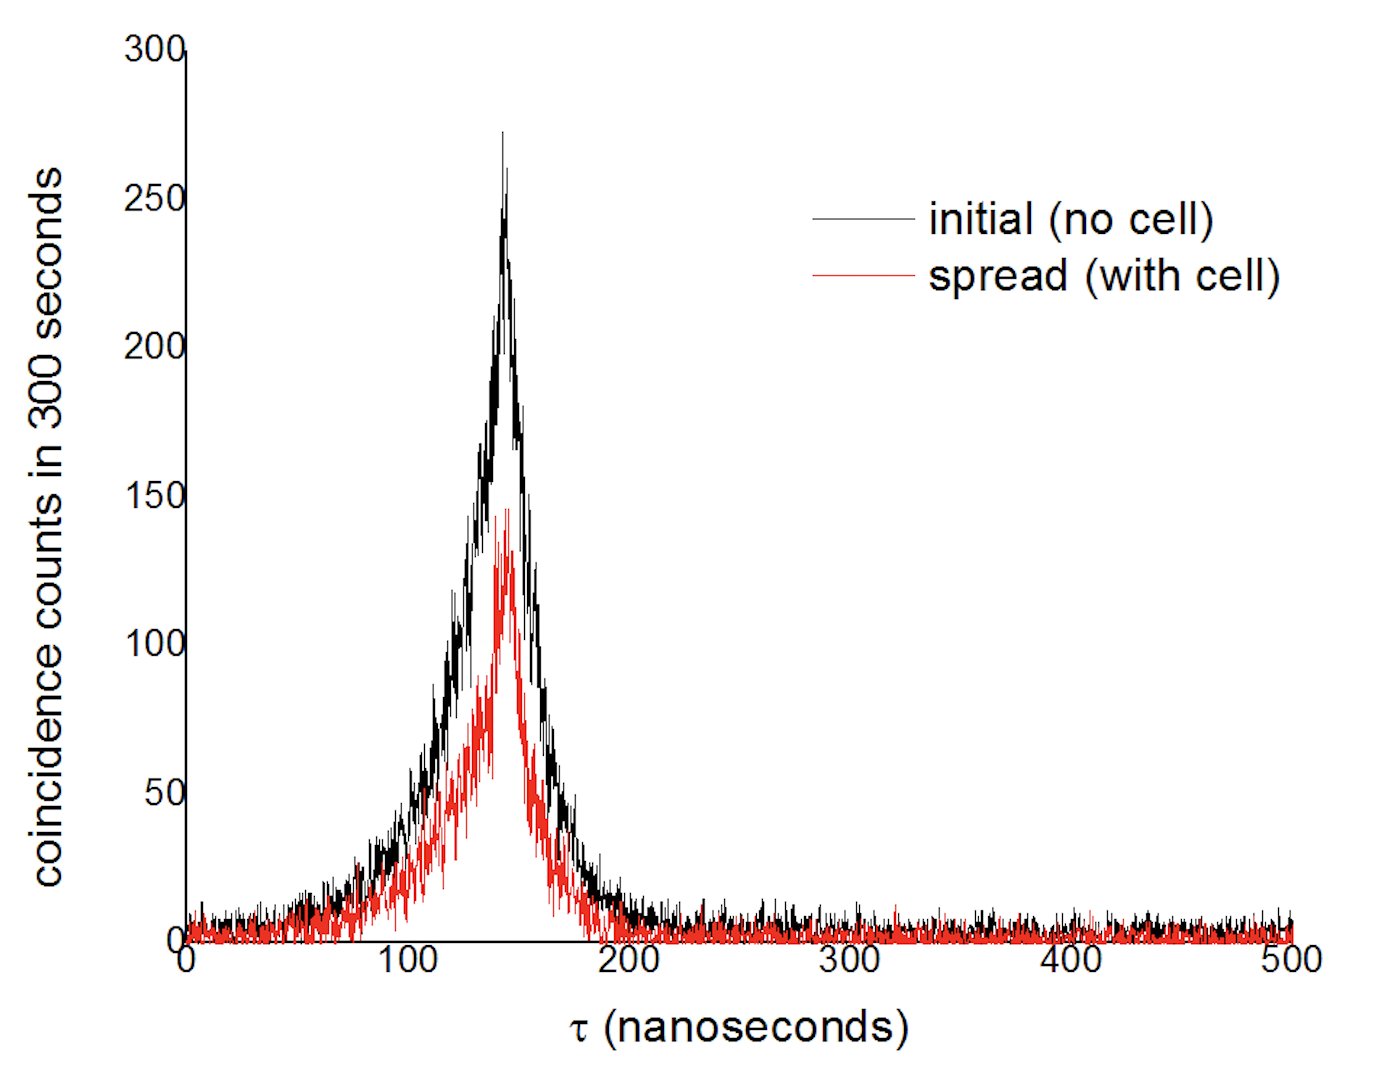 300
250
200
150
100
50
0
0 100 200 300 400 500
coincidence counts in 300 seconds
τ (nanoseconds)
initial (no cell)
spread (with cell)